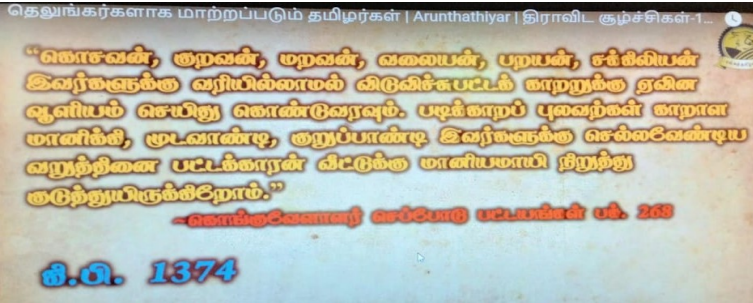 தெலுங்கர்களாக மாற்றப்படும் தமிழர்கள் | Arunthathiyar | திராவிட சூழ்ச்சிகள்-1...
“கொசவன், குறவன், மறவன், வலையன், பறயன், சக்கிலியன்
இவர்களுக்கு வரியில்லாமல் விடுவிச்சுபட்டக் காறறுக்கு ஏவின
ஷூளியம் செயிது கொண்டுவரவும். படிக்காறப் புலவற்கள் காறாள
மானிக்கி, முடவாண்டி, குறுப்பாண்டி இவர்களுக்கு செல்லவேண்டிய
வறுத்தினை பட்டக்காரன் வீட்டுக்கு மானியமாயி நிறுத்து
குடுத்துயிருக்கிறோம்.”
~கொங்குவேளாளர் செப்போடு பட்டயங்கள் பக். 268
கி.பி. 1374